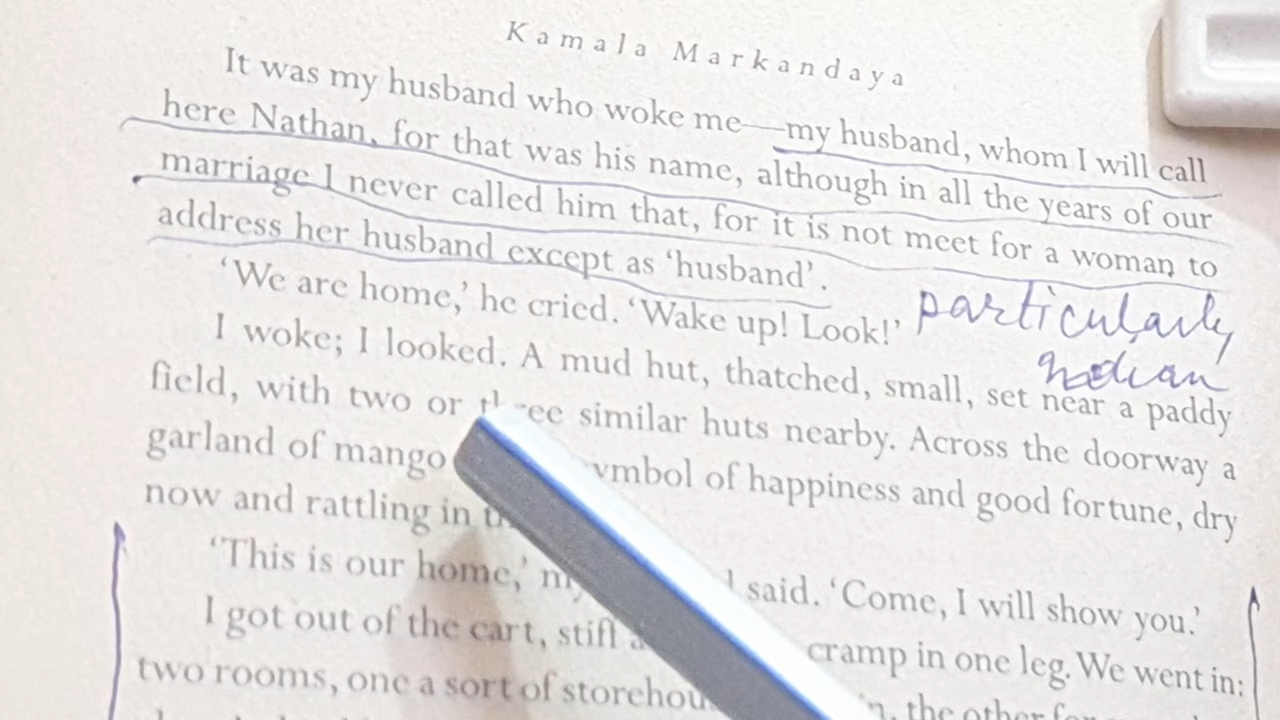 Kamala Markandaya
It was my husband who woke me—my husband, whom I will call
here Nathan, for that was his name, although in all the years of our
marriage I never called him that, for it is not meet for a woman to
address her husband except as ‘husband’.
‘We are home,’ he cried. ‘Wake up! Look!’
particularly
I woke; I looked. A mud hut, thatched, small, set near a paddy
field, with two or three similar huts nearby. Across the doorway a
garland of mango of happiness and good fortune, dry
now and rattling in
‘This is our home,’ said. ‘Come, I will show you.’
I got out of the cart, stiff cramp in one leg. We went in:
two rooms, one a sort of the other